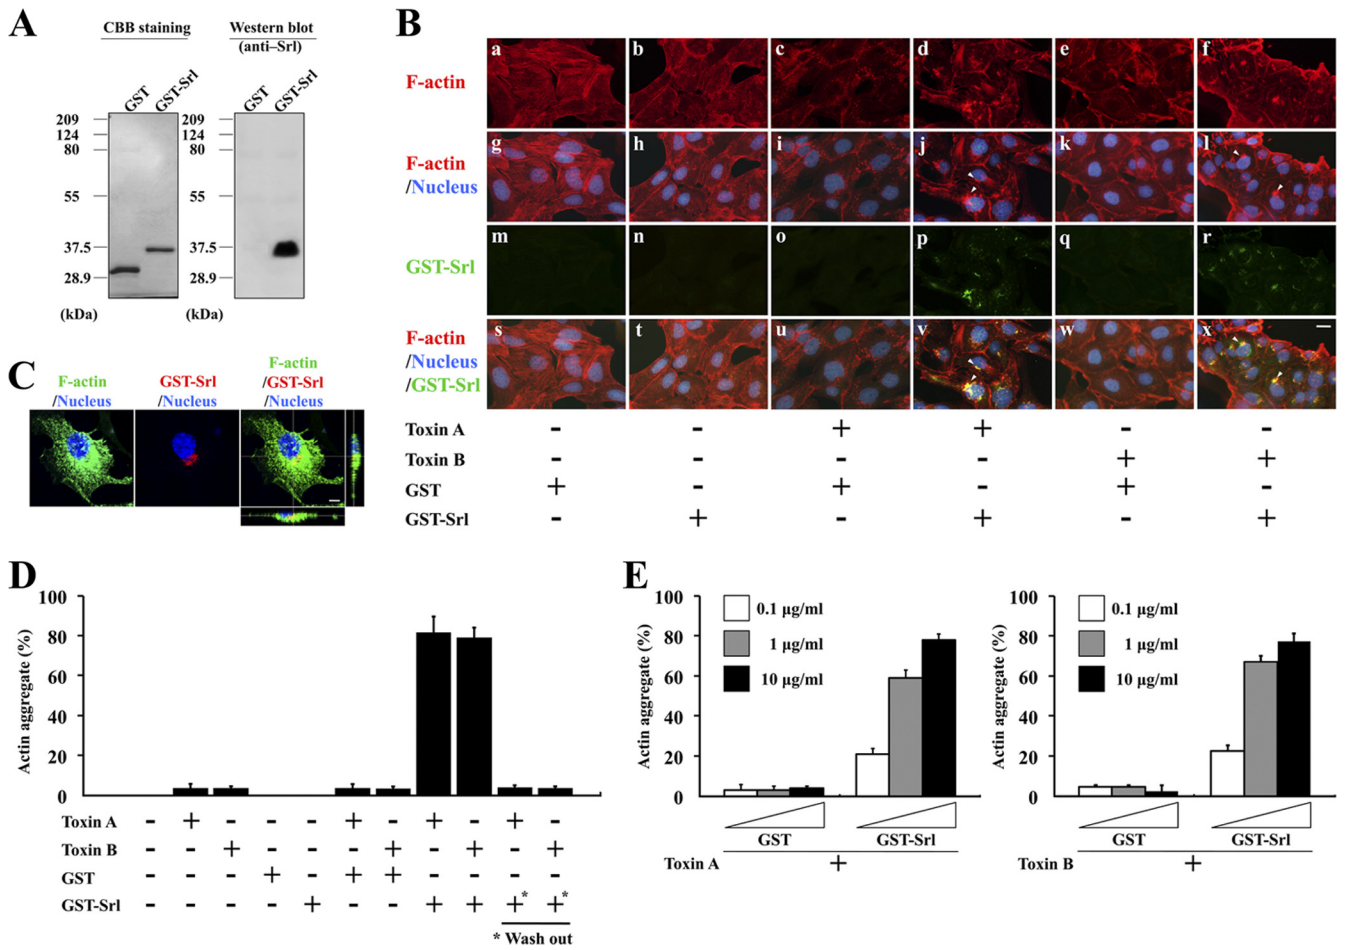 A
CBB staining
Western blot
(anti–Srl)
GST
GST-Srl
GST
GST-Srl
209
124
80
55
37.5
28.9
(kDa)
209
124
80
55
37.5
28.9
(kDa)
B
a b c d e f
F-actin
g h i j k l
F-actin
/Nucleus
m n o p q r
GST-Srl
s t u v w x
F-actin
/Nucleus
/GST-Srl
Toxin A - - + + - -
Toxin B - - - - + +
GST + - + - + -
GST-Srl - + - + - +
C
F-actin
/Nucleus
GST-Srl
/Nucleus
F-actin
/GST-Srl
/Nucleus
D
Actin aggregate (%)
100
80
60
40
20
0
Toxin A - + - - - + - + - + -
Toxin B - - + - - - + - + - +
GST - - - + - + + - - - -
GST-Srl - - - - + - - + + +* +*
* Wash out
E
Actin aggregate (%)
100
80
60
40
20
0
0.1 μg/ml
1 μg/ml
10 μg/ml
GST
GST-Srl
Toxin A +
Actin aggregate (%)
100
80
60
40
20
0
0.1 μg/ml
1 μg/ml
10 μg/ml
GST
GST-Srl
Toxin B +